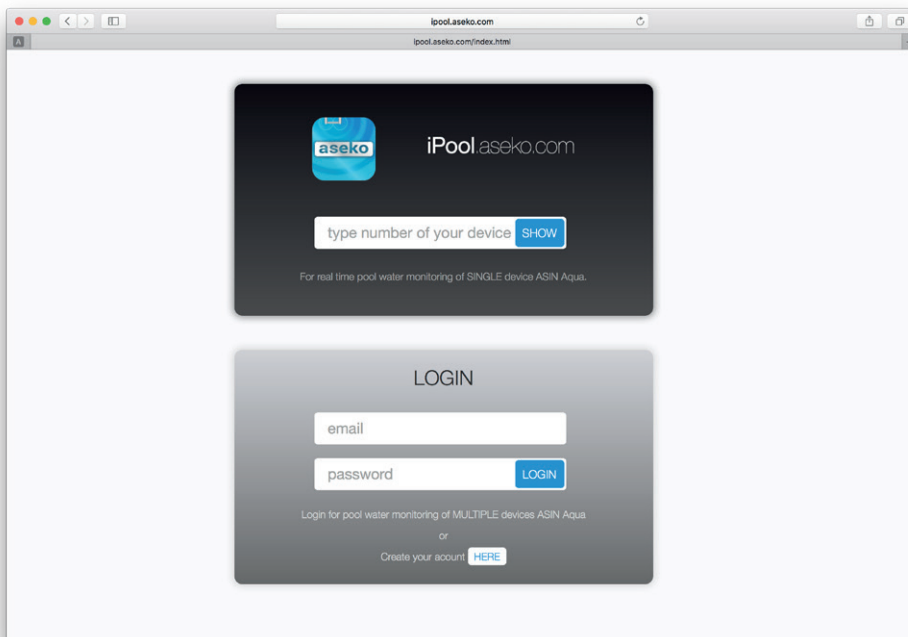 ipool.aseko.com
A
ipool.aseko.com/index.html
aseko
iPool.aseko.com
type number of your device SHOW
For real time pool water monitoring of SINGLE device ASIN Aqua.
LOGIN
email
password LOGIN
Login for pool water monitoring of MULTIPLE devices ASIN Aqua
or
Create your acount HERE